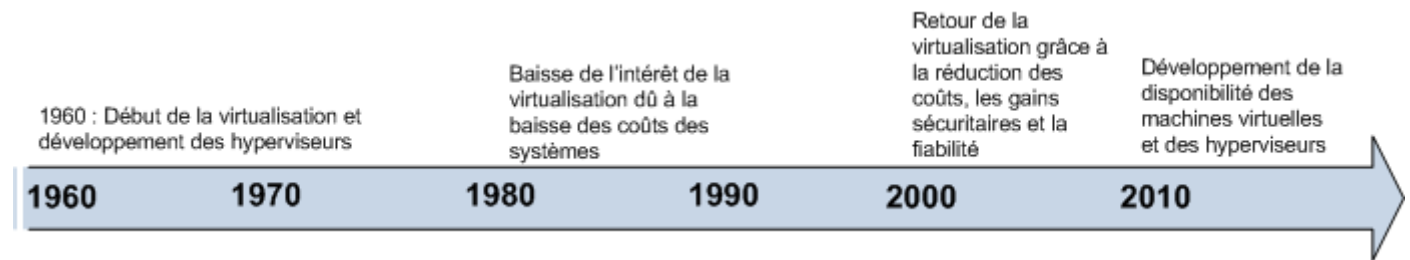 1960 : Début de la virtualisation et
développement des hyperviseurs
Baisse de l'intérêt de la
virtualisation dû à la
baisse des coûts des
systèmes
Retour de la
virtualisation grâce à
la réduction des
coûts, les gains
sécuritaires et la
fiabilité
Développement de la
disponibilité des
machines virtuelles
et des hyperviseurs
1960 1970 1980 1990 2000 2010